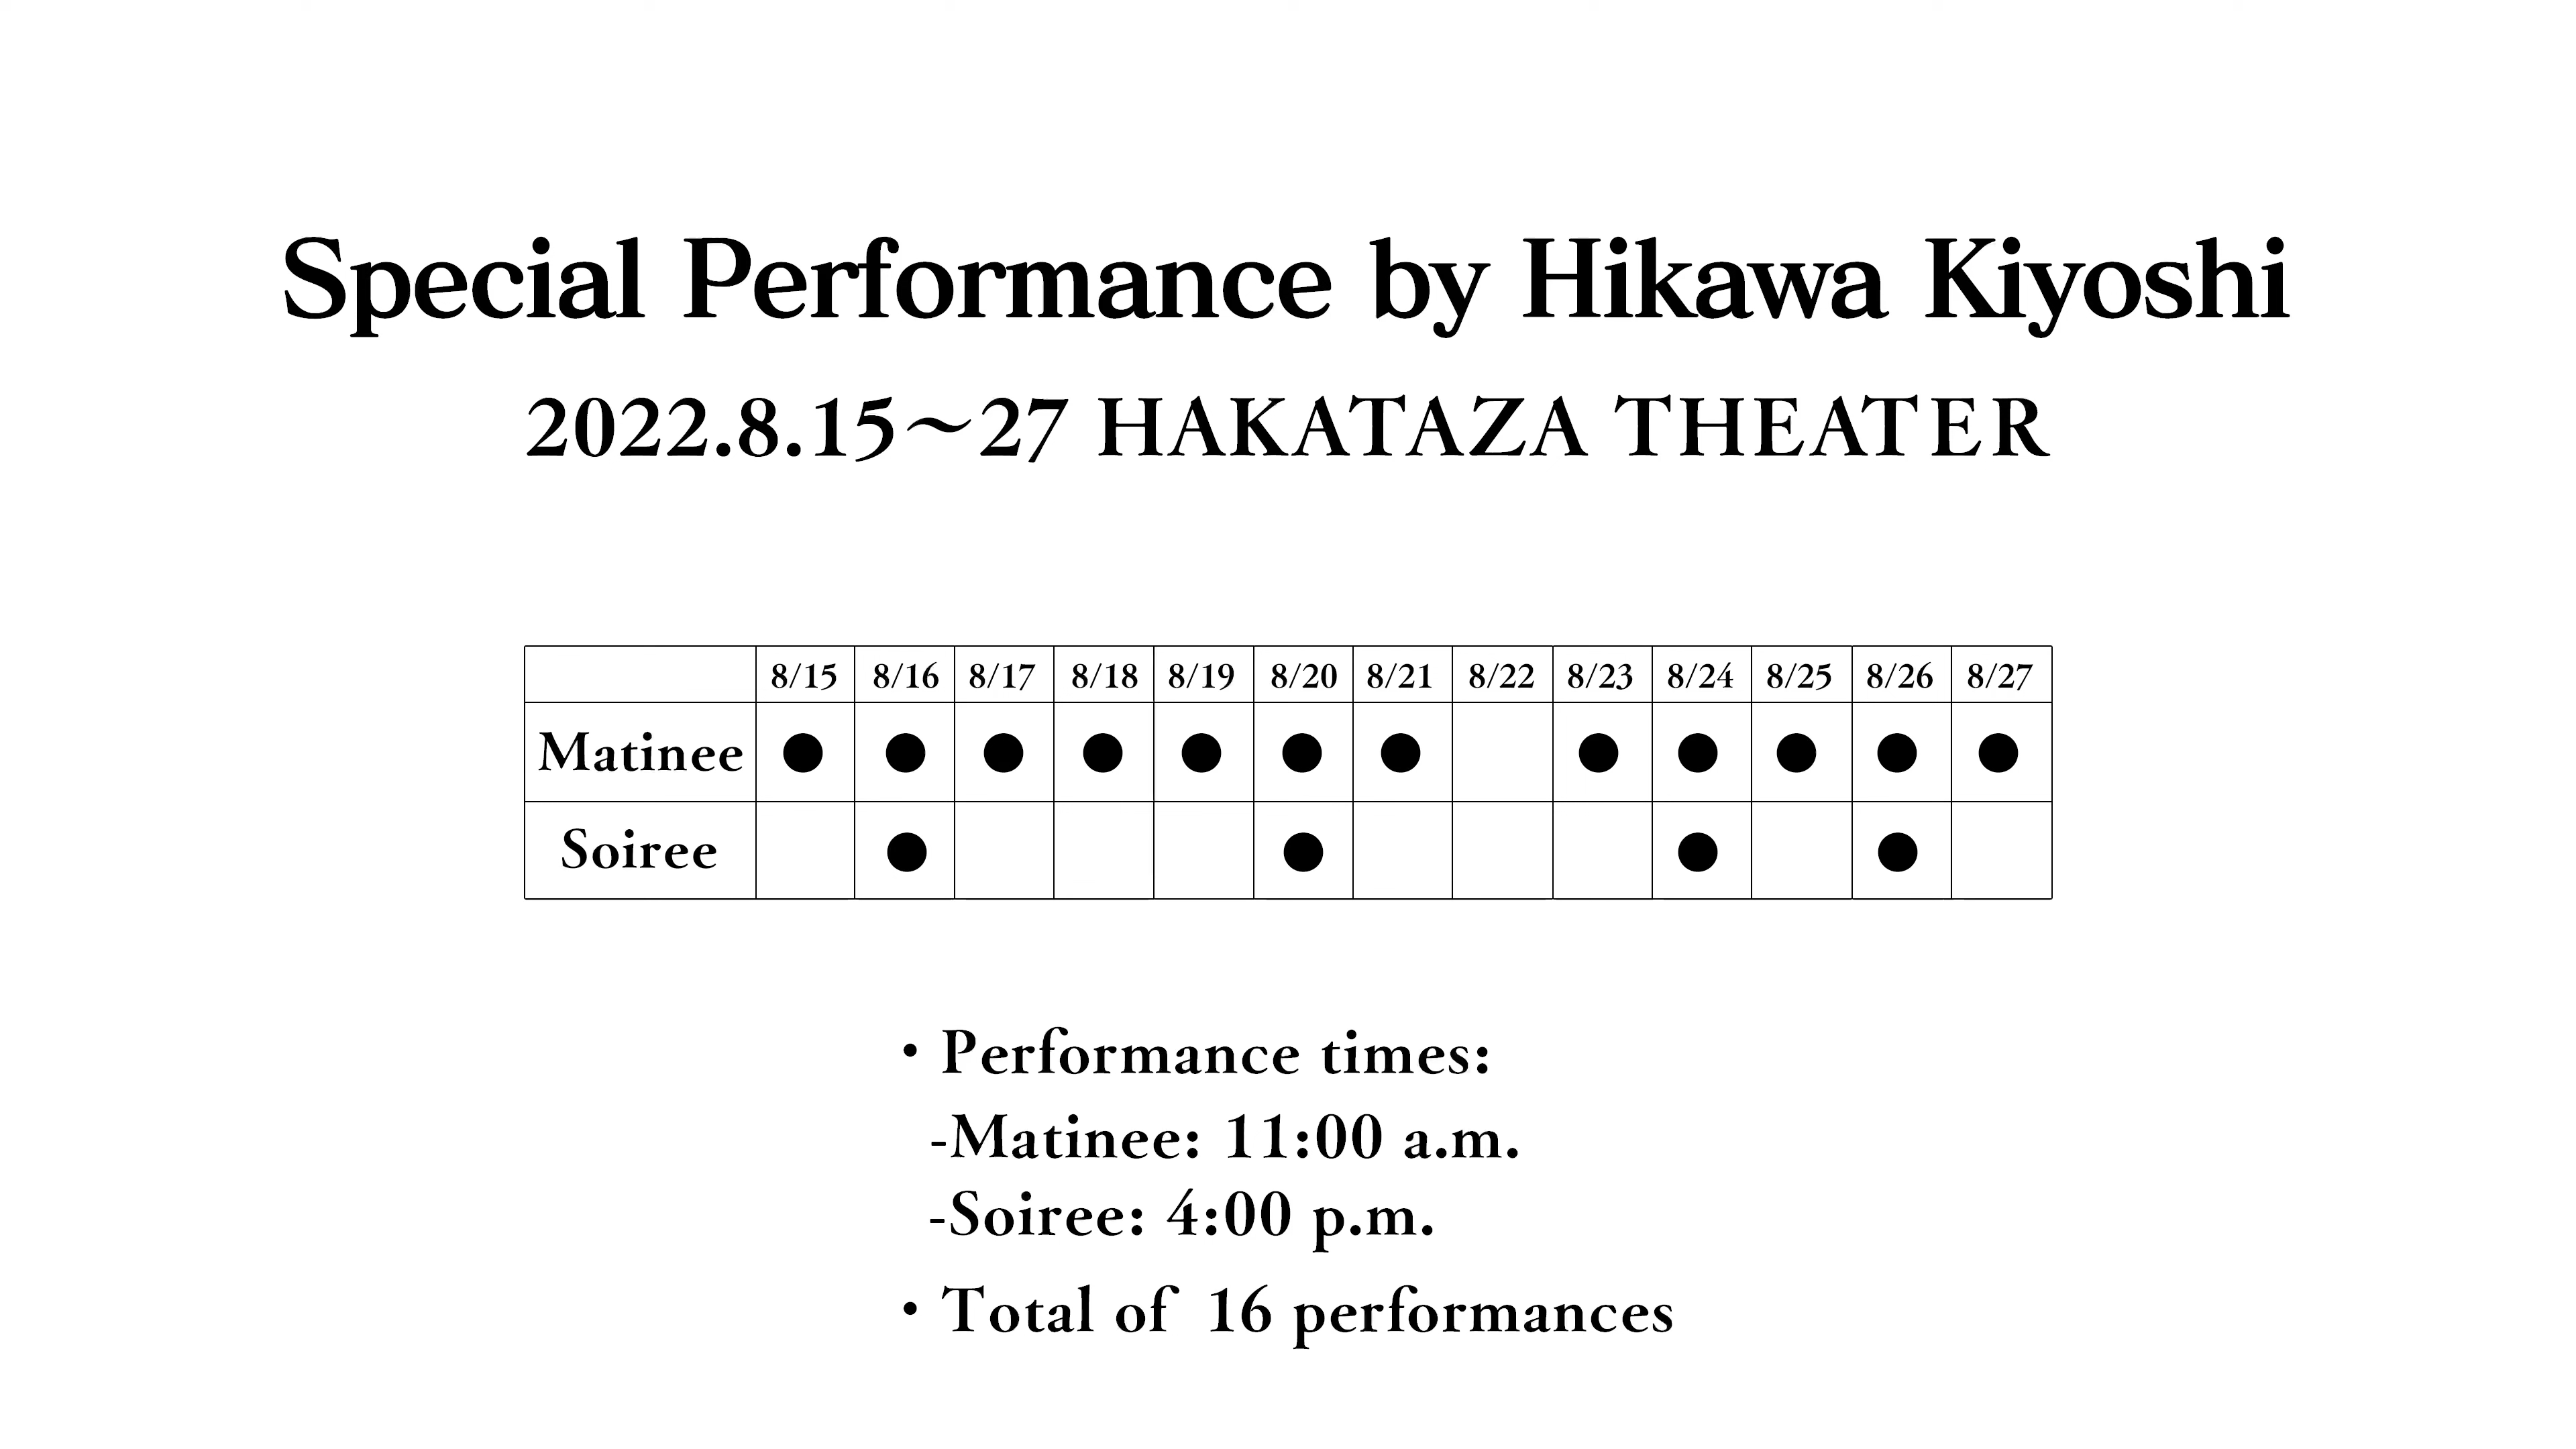 Special Performance by Hikawa Kiyoshi
2022.8.15～27 HAKATAZA THEATER
8/15 8/16 8/17 8/18 8/19 8/20 8/21 8/22 8/23 8/24 8/25 8/26 8/27
Matinee ● ● ● ● ● ● ● ● ● ● ● ●
Soiree ● ● ● ●
・Performance times:
-Matinee: 11:00 a.m.
-Soiree: 4:00 p.m.
・Total of 16 performances